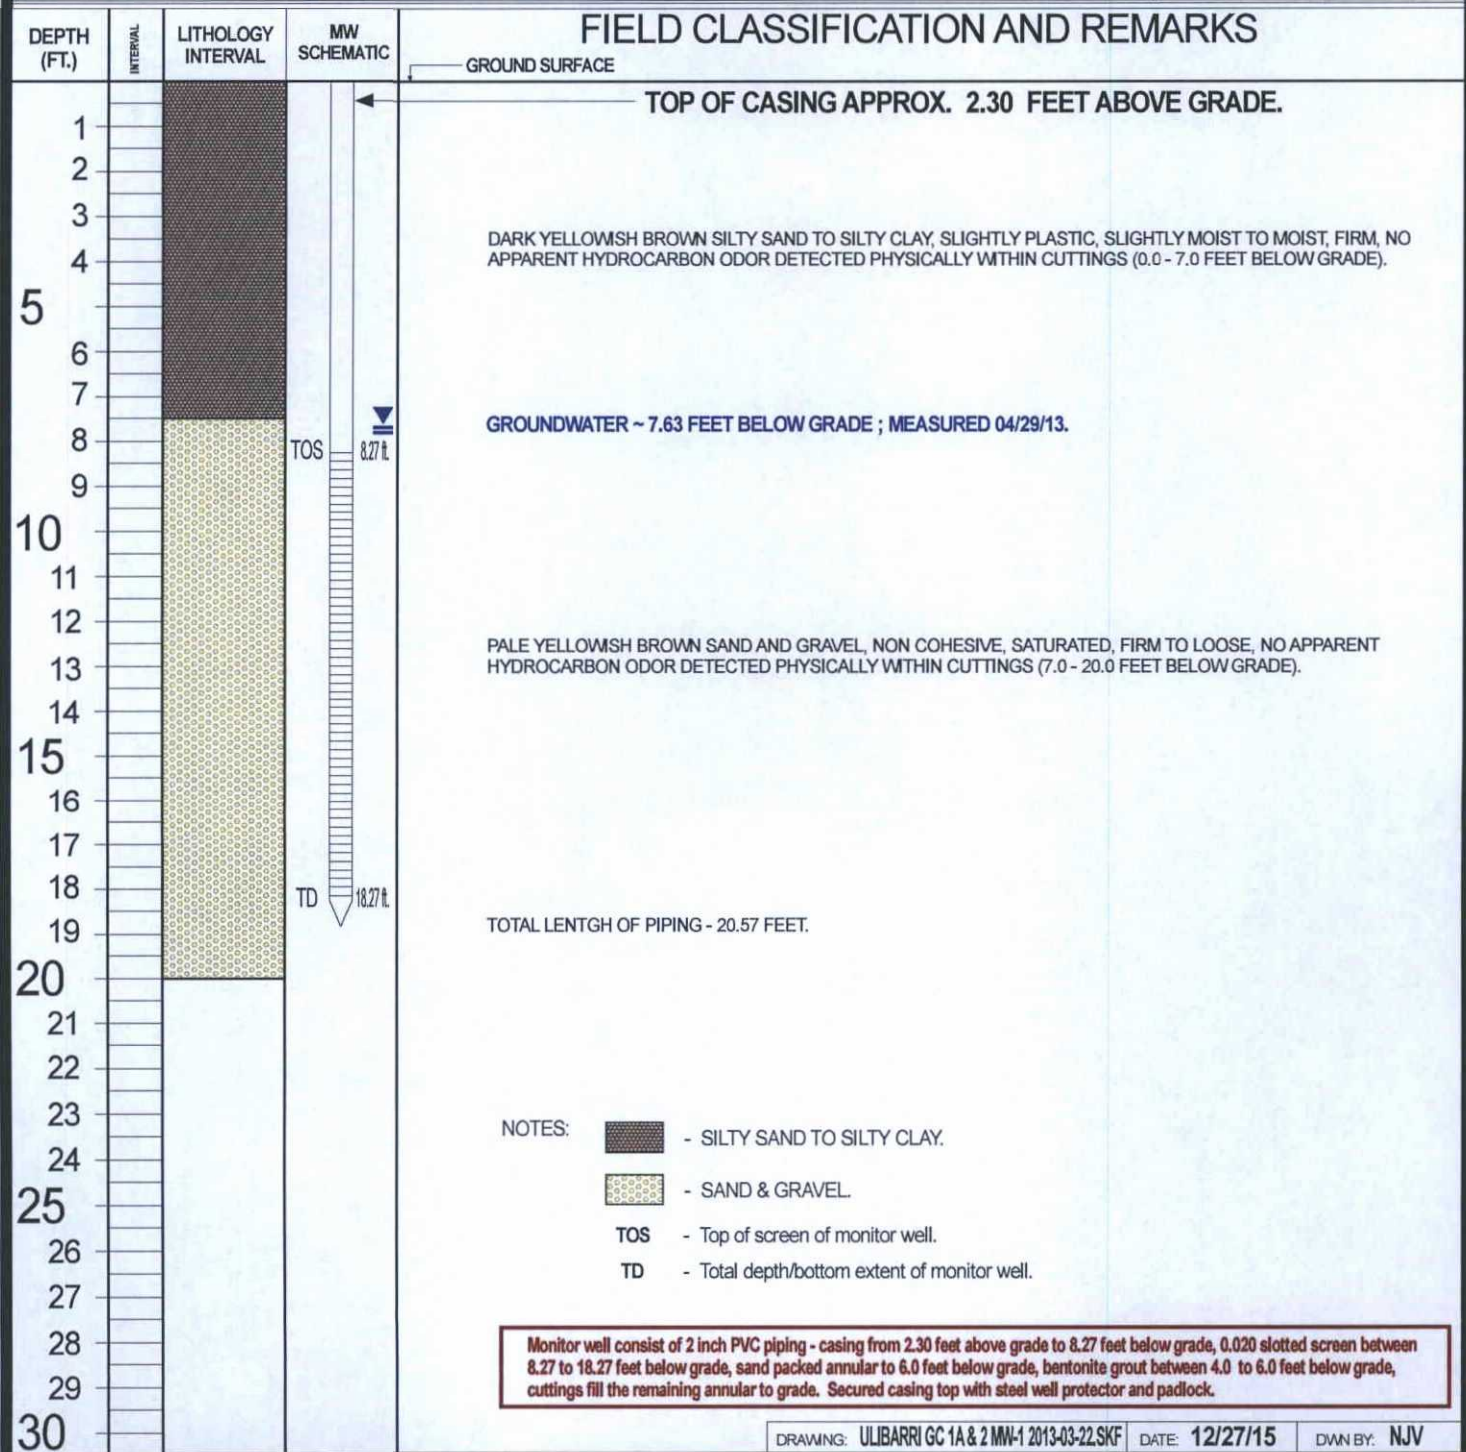 DEPTH (FT.)
INTERVAL
LITHOLOGY INTERVAL
MW SCHEMATIC
FIELD CLASSIFICATION AND REMARKS
GROUND SURFACE
TOP OF CASING APPROX. 2.30 FEET ABOVE GRADE.
1
2
3
DARK YELLOWISH BROWN SILTY SAND TO SILTY CLAY, SLIGHTLY PLASTIC, SLIGHTLY MOIST TO MOIST, FIRM, NO
APPARENT HYDROCARBON ODOR DETECTED PHYSICALLY WITHIN CUTTINGS (0.0 - 7.0 FEET BELOW GRADE).
4
5
6
7
GROUNDWATER ~ 7.63 FEET BELOW GRADE ; MEASURED 04/29/13.
8
TOS 8.27 ft.
9
10
11
12
PALE YELLOWISH BROWN SAND AND GRAVEL, NON COHESIVE, SATURATED, FIRM TO LOOSE, NO APPARENT
HYDROCARBON ODOR DETECTED PHYSICALLY WITHIN CUTTINGS (7.0 - 20.0 FEET BELOW GRADE).
13
14
15
16
17
18
TD 18.27 ft.
TOTAL LENTGH OF PIPING - 20.57 FEET.
19
20
21
22
23
NOTES:
- SILTY SAND TO SILTY CLAY.
24
- SAND & GRAVEL.
25
TOS - Top of screen of monitor well.
26
TD - Total depth/bottom extent of monitor well.
27
28
Monitor well consist of 2 inch PVC piping - casing from 2.30 feet above grade to 8.27 feet below grade, 0.020 slotted screen between
8.27 to 18.27 feet below grade, sand packed annular to 6.0 feet below grade, bentonite grout between 4.0 to 6.0 feet below grade,
cuttings fill the remaining annular to grade. Secured casing top with steel well protector and padlock.
29
30
DRAWING: ULIBARRI GC 1A & 2 MW-1 2013-03-22.SKF DATE: 12/27/15 DWN BY: NJV